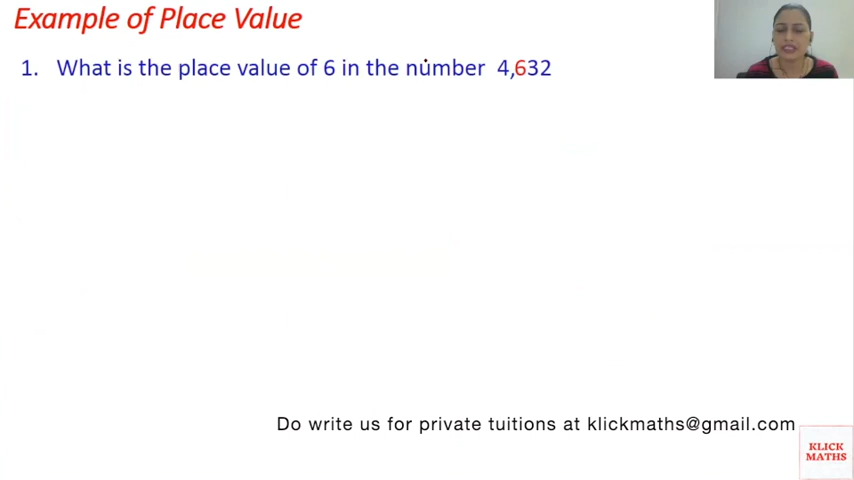 Example of Place Value
1. What is the place value of 6 in the number 4,632
Do write us for private tuitions at klickmaths@gmail.com
KLICK
MATHS